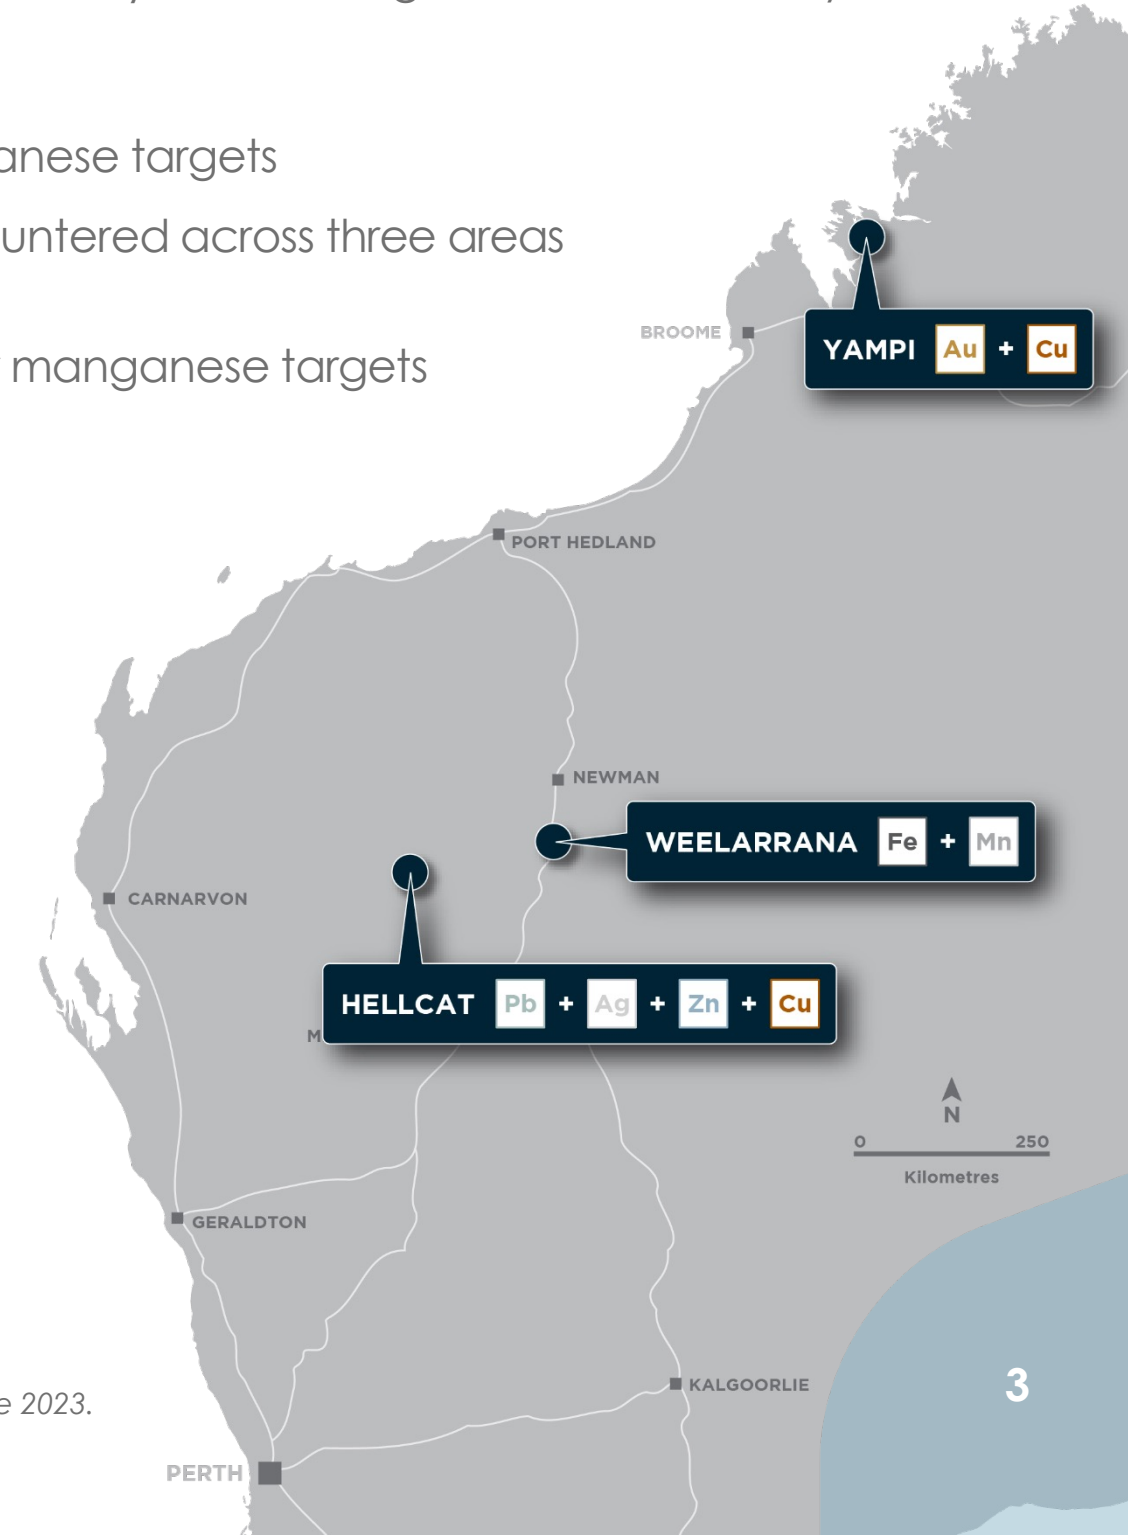 anese targets
untered across three areas
manganese targets
BROOME
YAMPI Au + Cu
PORT HEDLAND
NEWMAN
WEELARRANA Fe + Mn
CARNARVON
HELLCAT Pb + Ag + Zn + Cu
M
N
0 250
Kilometres
GERALDTON
KALGOORLIE
3
e 2023.
PERTH